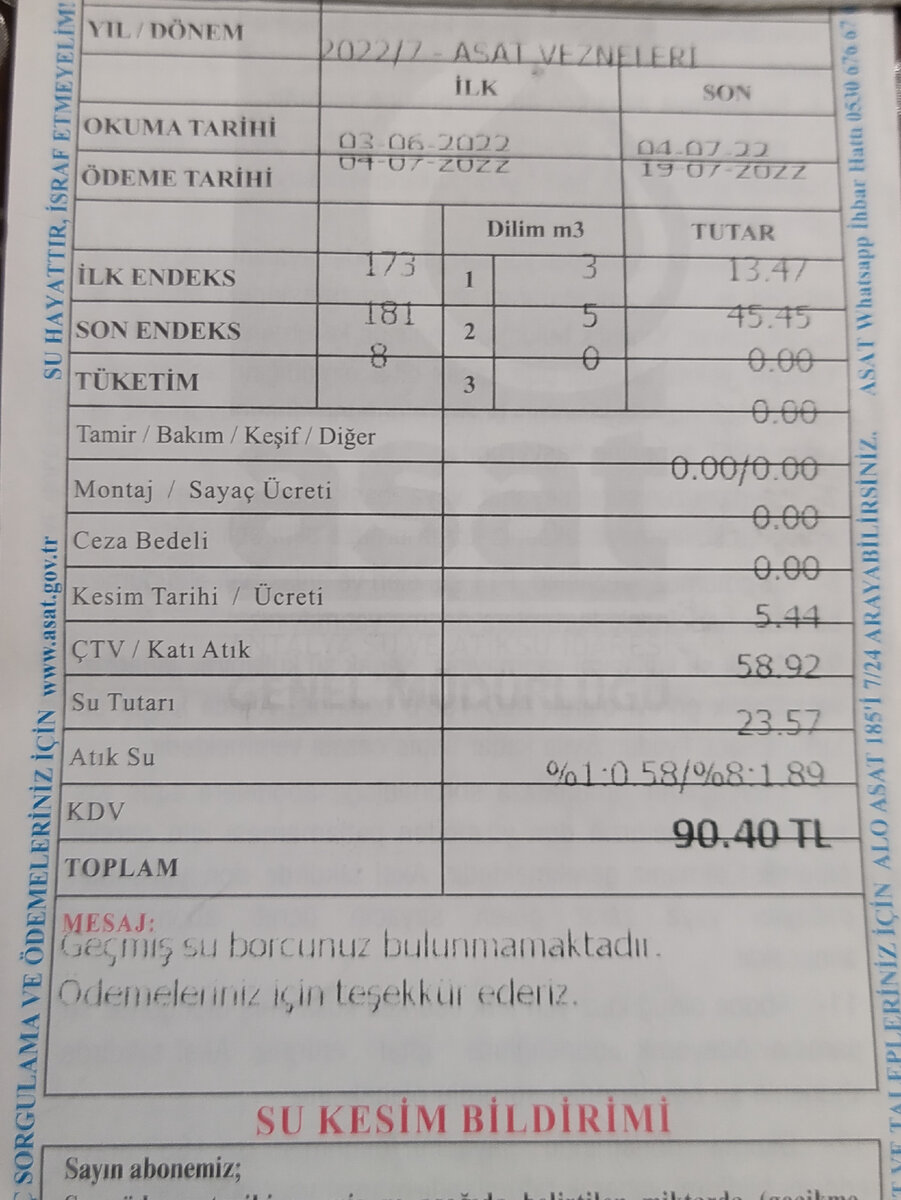 YIL / DÖNEM
2022/7 - ASAT VEZNELERİ
İLK SON
OKUMA TARİHİ 03-06-2022 04-07-22
ÖDEME TARİHİ 04-07-2022 19-07-2022
Dilim m3 TUTAR
İLK ENDEKS 173 1 3 13.47
SON ENDEKS 181 2 5 45.45
TÜKETİM 8 3 0 0.00
Tamir / Bakım / Keşif / Diğer 0.00
Montaj / Sayaç Ücreti 0.00/0.00
Ceza Bedeli 0.00
Kesim Tarihi / Ücreti 0.00
ÇTV / Katı Atık 5.44
Su Tutarı 58.92
Atık Su 23.57
KDV %1:0.58/%8:1.89
TOPLAM 90.40 TL
MESAJ:
Geçmiş su borcunuz bulunmamaktadır.
Ödemeleriniz için teşekkür ederiz.
SU KESİM BİLDİRİMİ
Sayın abonemiz;
SU HAYATTIR, İSRAF ETMEYELİM!
SORGULAMA VE ÖDEMELERİNİZ İÇİN www.asat.gov.tr
ASAT Whatsapp İhbar Hattı 0530 676 67 0
VE TALEPLERİNİZ İÇİN ALO ASAT 185'İ 7/24 ARAYABİLİRSİNİZ.